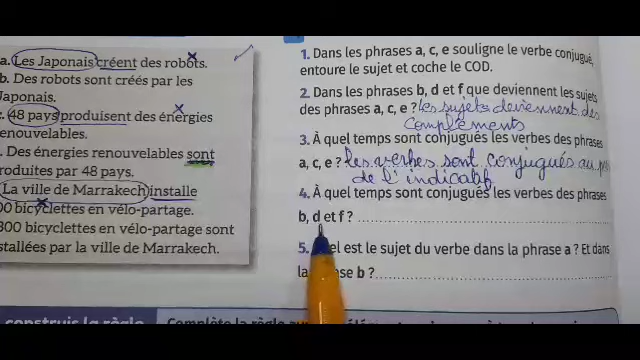 a. Les Japonais créent des robots.
b. Des robots sont créés par les
Japonais.
c. 48 pays produisent des énergies
renouvelables.
. Des énergies renouvelables sont
produites par 48 pays.
La ville de Marrakech installe
00 bicyclettes en vélo-partage.
300 bicyclettes en vélo-partage sont
stallées par la ville de Marrakech.
1. Dans les phrases a, c, e souligne le verbe conjugué,
entoure le sujet et coche le COD.
2. Dans les phrases b, d et f que deviennent les sujets
des phrases a, c, e ? les sujets deviennent des
compléments
3. À quel temps sont conjugués les verbes des phrases
a, c, e ? les verbes sont conjugués au
de l'indicatif
4. À quel temps sont conjugués les verbes des phrases
b, d et f ?
5. el est le sujet du verbe dans la phrase a ? Et dans
la ase b ?
construis la règle